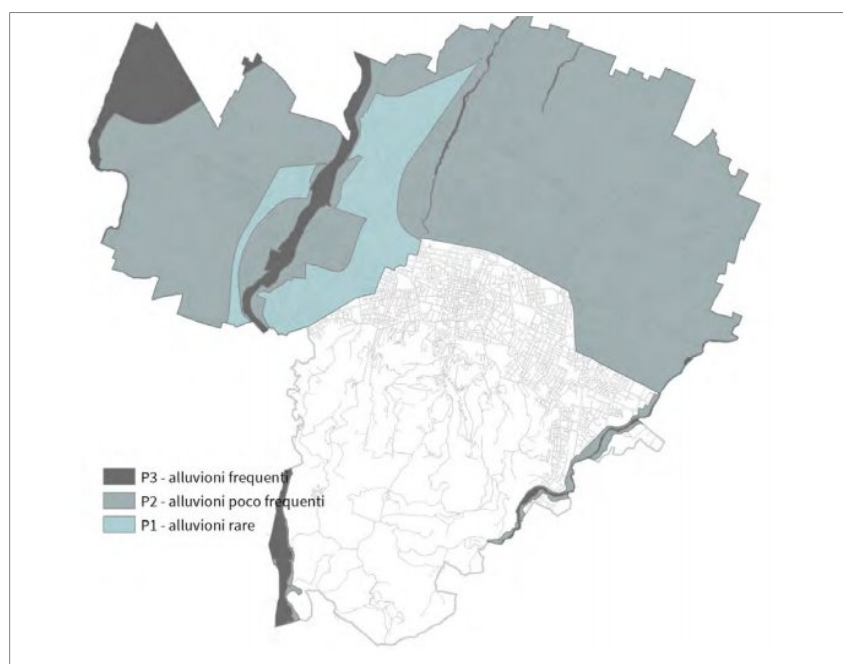 P3 - alluvioni frequenti
P2 - alluvioni poco frequenti
P1 - alluvioni rare